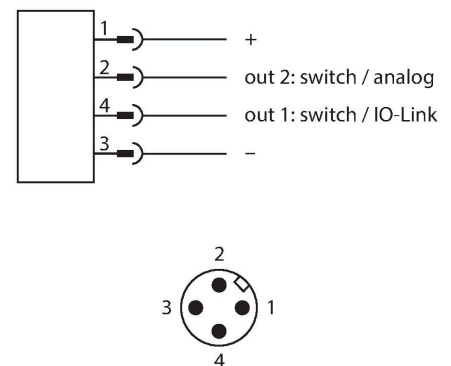 1 +
2 out 2: switch / analog
4 out 1: switch / IO-Link
3 –
2
3 1
4